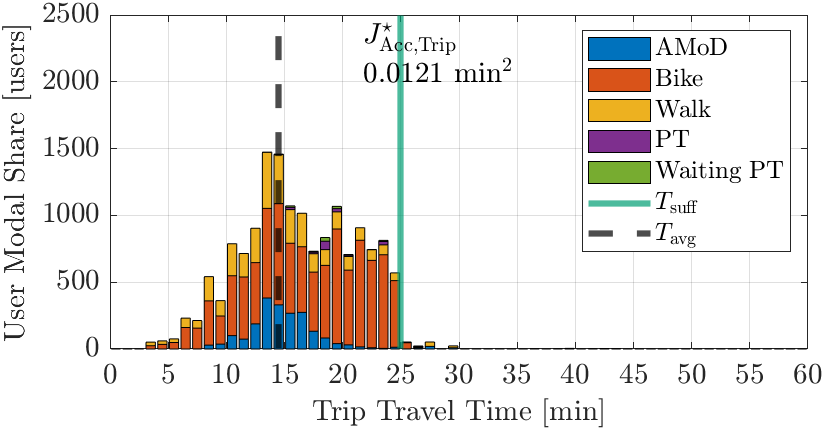 2500
2000
1500
1000
500
0
User Modal Share [users]
J⋆Acc,Trip
0.0121 min²
AMoD
Bike
Walk
PT
Waiting PT
Tsuff
Tavg
0 5 10 15 20 25 30 35 40 45 50 55 60
Trip Travel Time [min]